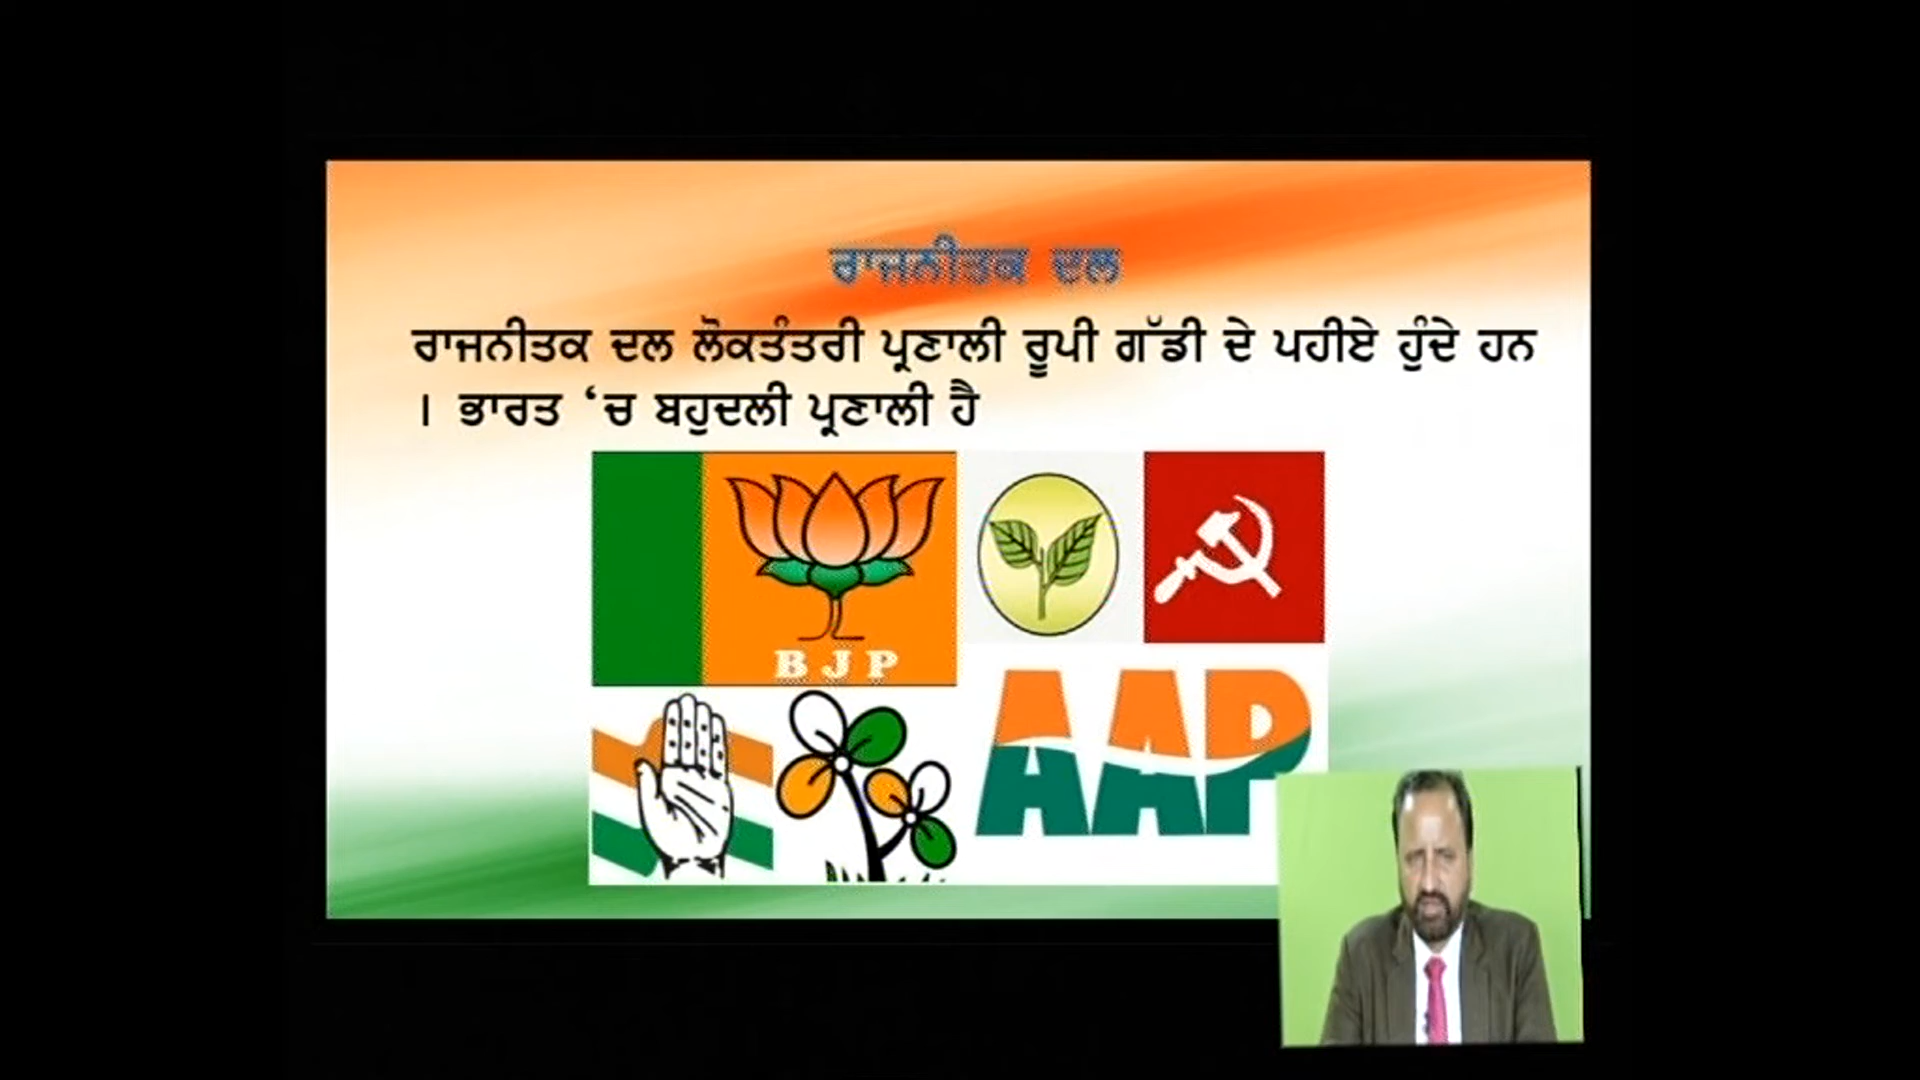 ਰਾਜਨੀਤਕ ਦਲ
ਰਾਜਨੀਤਕ ਦਲ ਲੋਕਤੰਤਰੀ ਪ੍ਰਣਾਲੀ ਰੂਪੀ ਗੱਡੀ ਦੇ ਪਹੀਏ ਹੁੰਦੇ ਹਨ
। ਭਾਰਤ ‘ਚ ਬਹੁਦਲੀ ਪ੍ਰਣਾਲੀ ਹੈ
BJP
AAP